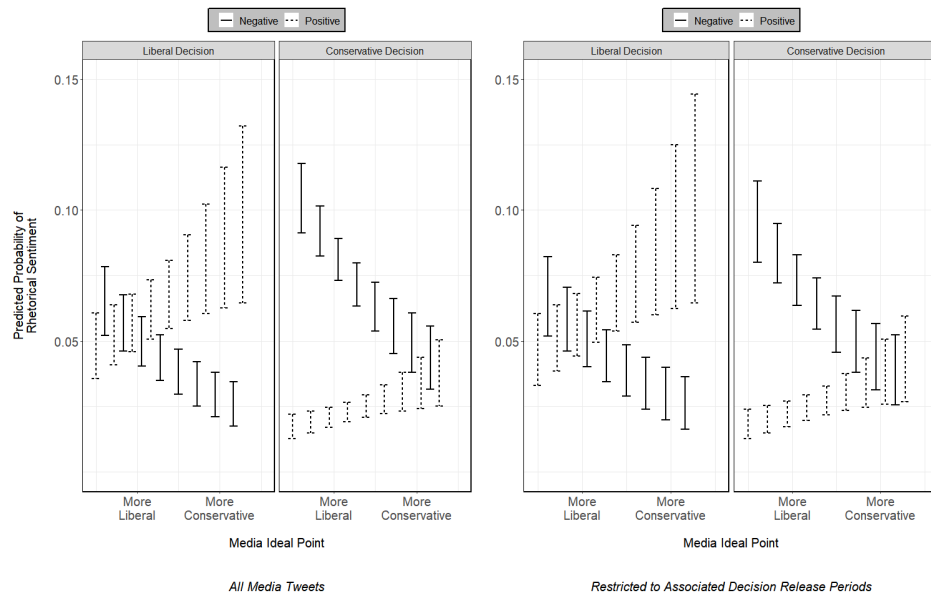 Negative Positive
Liberal Decision Conservative Decision
0.15
0.10
0.05
Predicted Probability of
Rhetorical Sentiment
More
Liberal
More
Conservative
More
Liberal
More
Conservative
Media Ideal Point
All Media Tweets
Negative Positive
Liberal Decision Conservative Decision
0.15
0.10
0.05
More
Liberal
More
Conservative
More
Liberal
More
Conservative
Media Ideal Point
Restricted to Associated Decision Release Periods